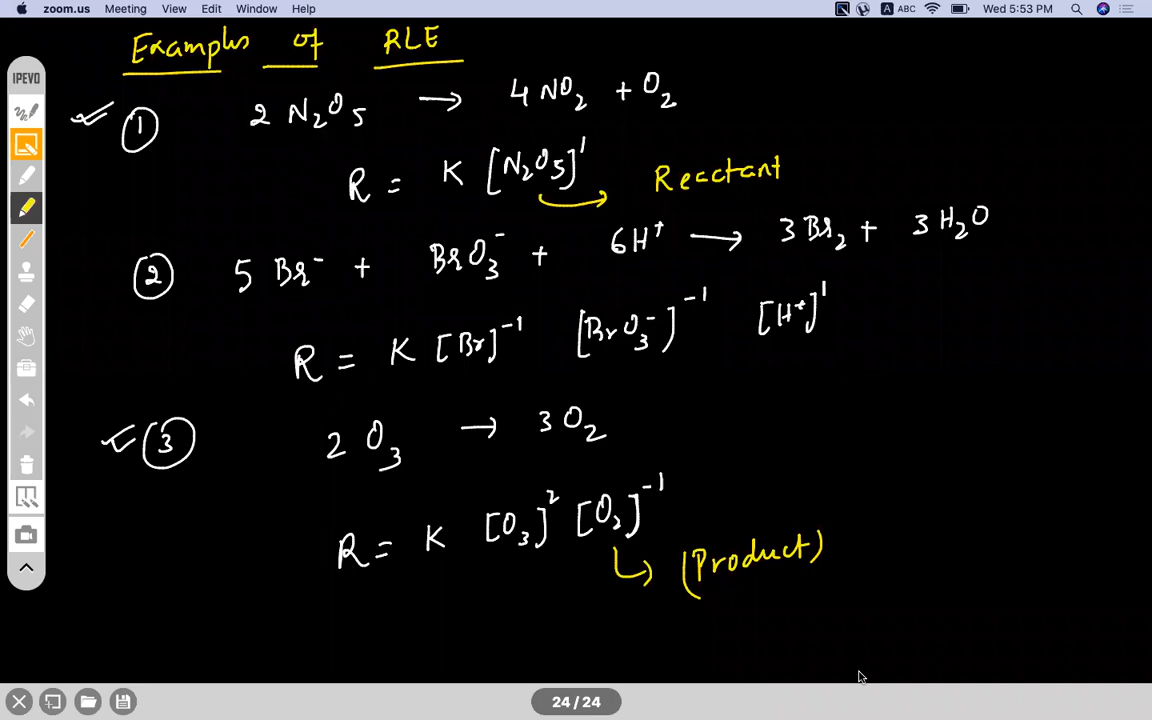 zoom.us Meeting View Edit Window Help A ABC Wed 5:53 PM
IPEVO
Examples of RLE
① 2 N₂O₅ → 4 NO₂ + O₂
R = K [N₂O₅]¹ → Reactant
② 5 Br⁻ + BrO₃⁻ + 6H⁺ → 3 Br₂ + 3 H₂O
R = K [Br]⁻¹ [BrO₃⁻]⁻¹ [H⁺]¹
③ 2 O₃ → 3 O₂
R = K [O₃]² [O₂]⁻¹
→ (Product)
24 / 24